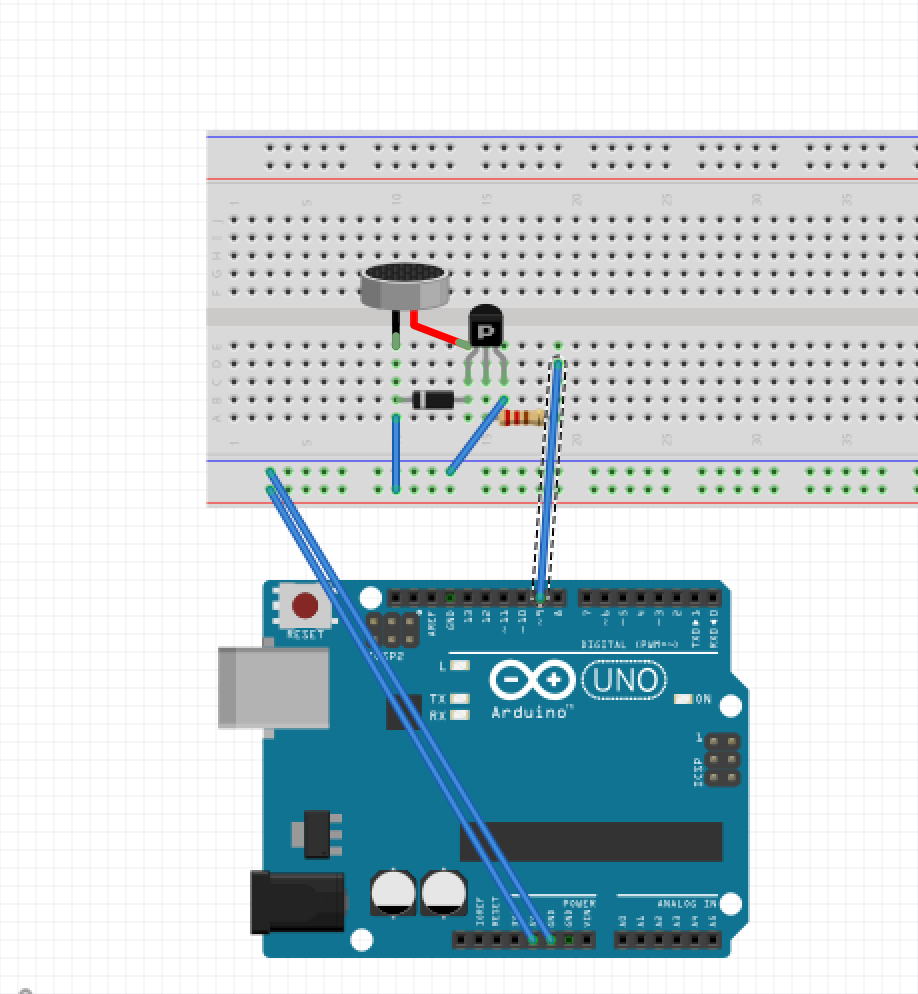 1 5 10 15 20 25 30 35
J
I
H
G
F
E
D
C
B
A
P
1 5 15 20 25 30 35
RESET
ICSP2
AREF
GND
13
12
~11
~10
~9
8
7
~6
~5
4
~3
2
TX▶1
RX◀0
DIGITAL (PWM=~)
L
TX
RX
UNO
ON
Arduino™
1
ICSP
POWER
ANALOG IN
IOREF
RESET
GND
GND
VIN
A0
A1
A2
A3
A4
A5